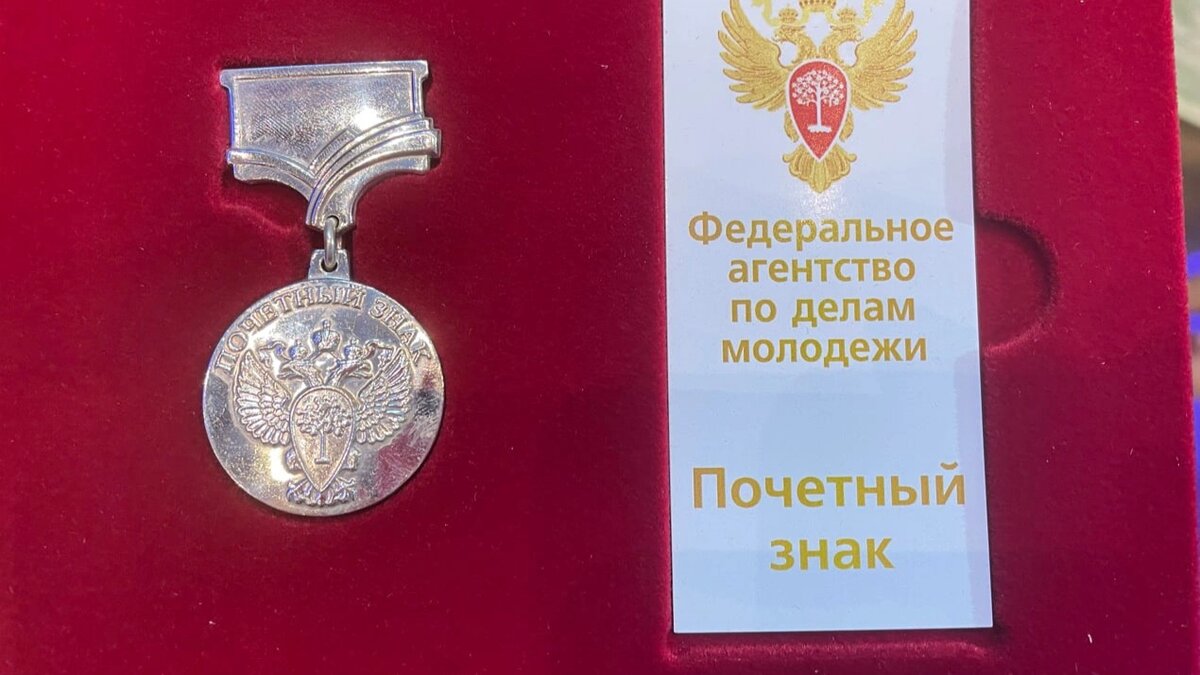 ПОЧЕТНЫЙ ЗНАК
Федеральное
агентство
по делам
молодежи
Почетный
знак